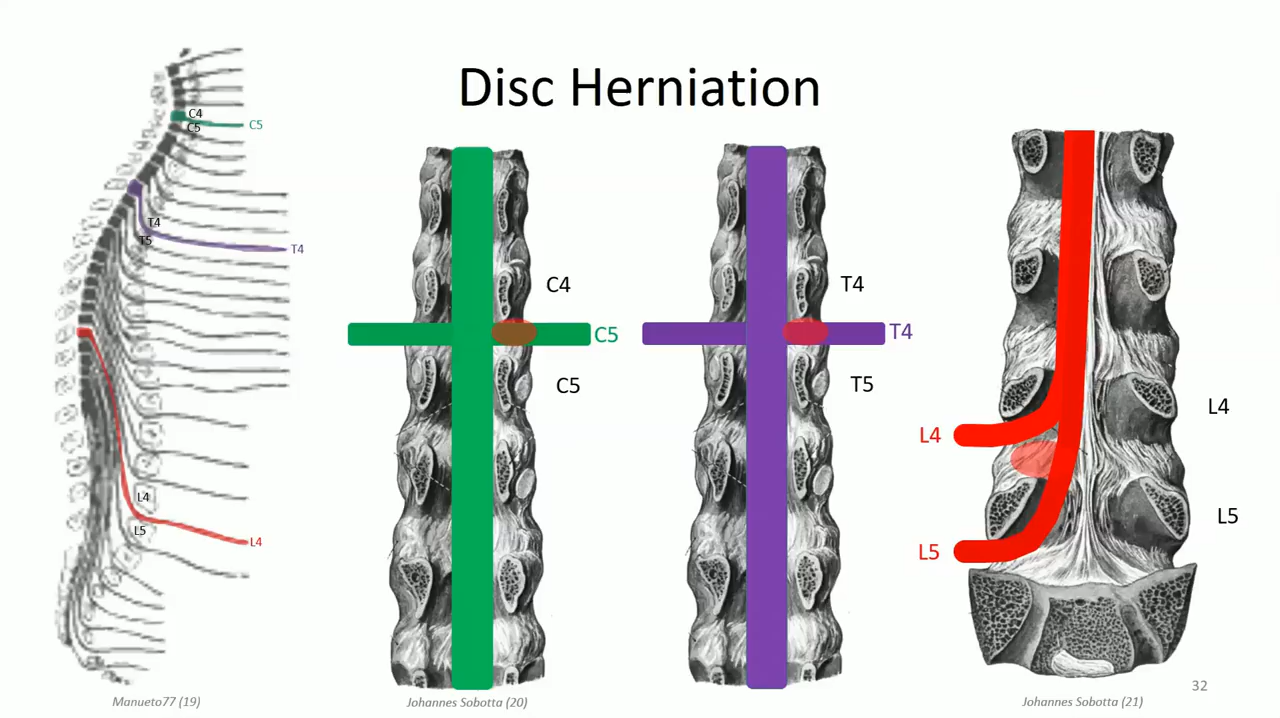 Disc Herniation
C4
C5
C5
T4
T5
T4
L4
L5
L4
C4
C5
C5
T4
T4
T5
L4
L4
L5
L5
Manueto77 (19)
Johannes Sobotta (20)
Johannes Sobotta (21)
32